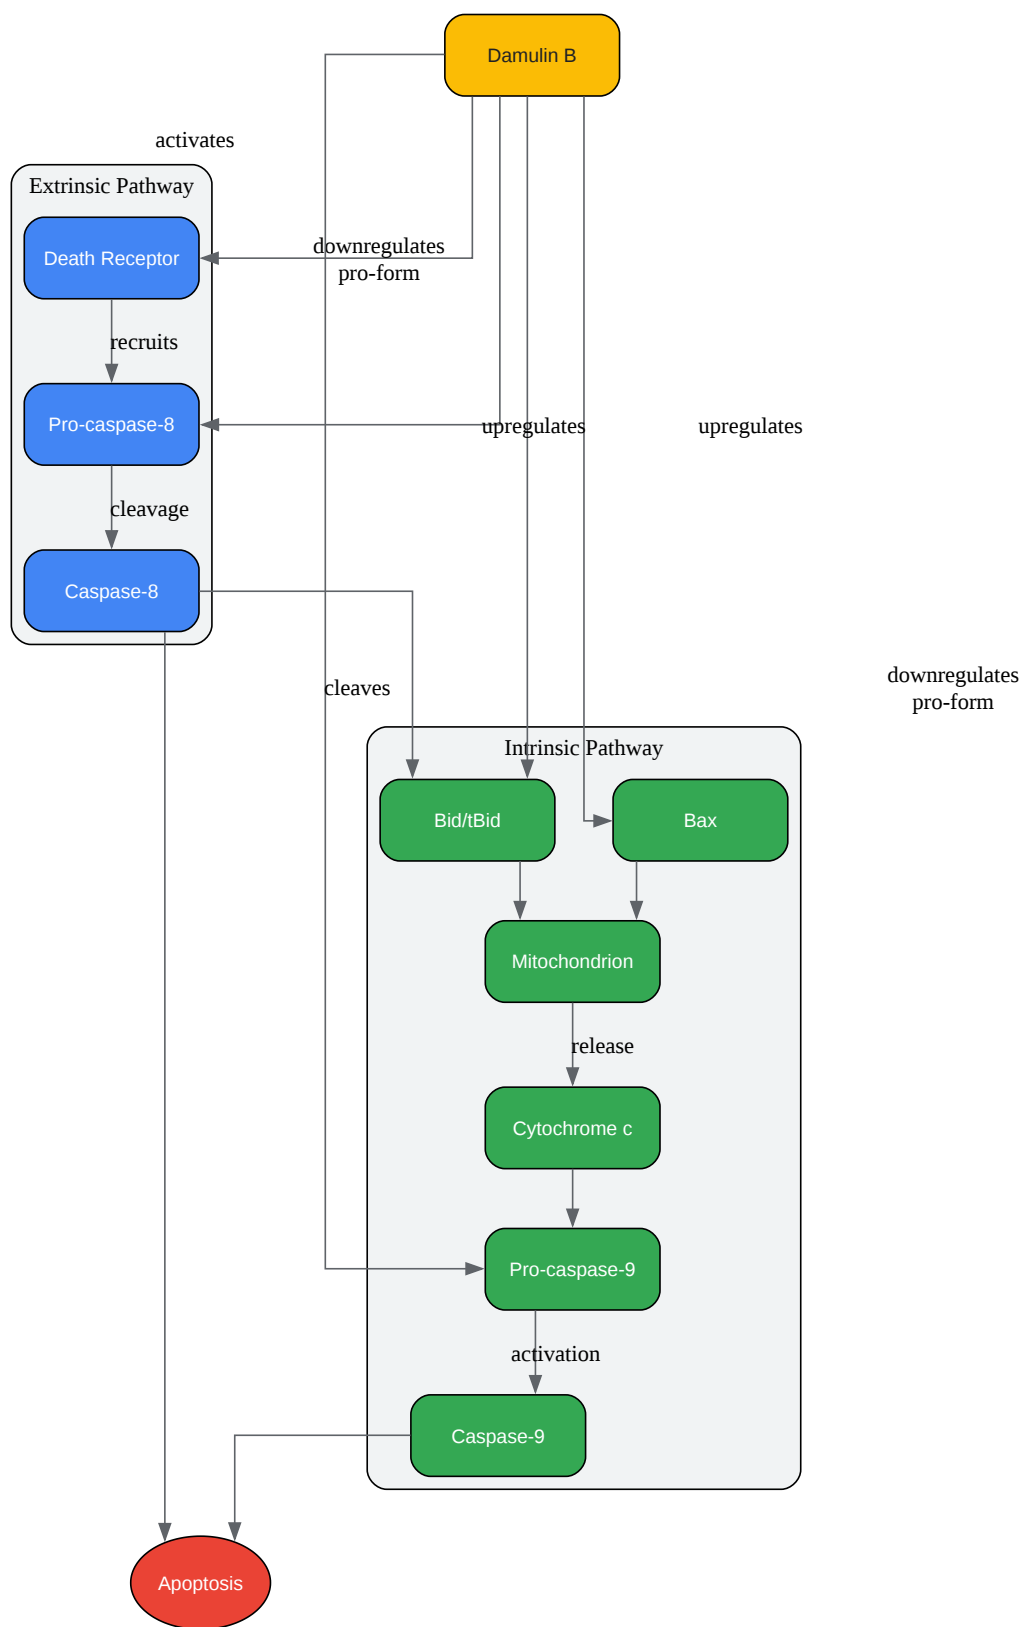 Damulin B
activates
Extrinsic Pathway
Death Receptor
downregulates
pro-form
recruits
Pro-caspase-8
upregulates
upregulates
cleavage
Caspase-8
cleaves
downregulates
pro-form
Intrinsic Pathway
Bid/tBid
Bax
Mitochondrion
release
Cytochrome c
Pro-caspase-9
activation
Caspase-9
Apoptosis